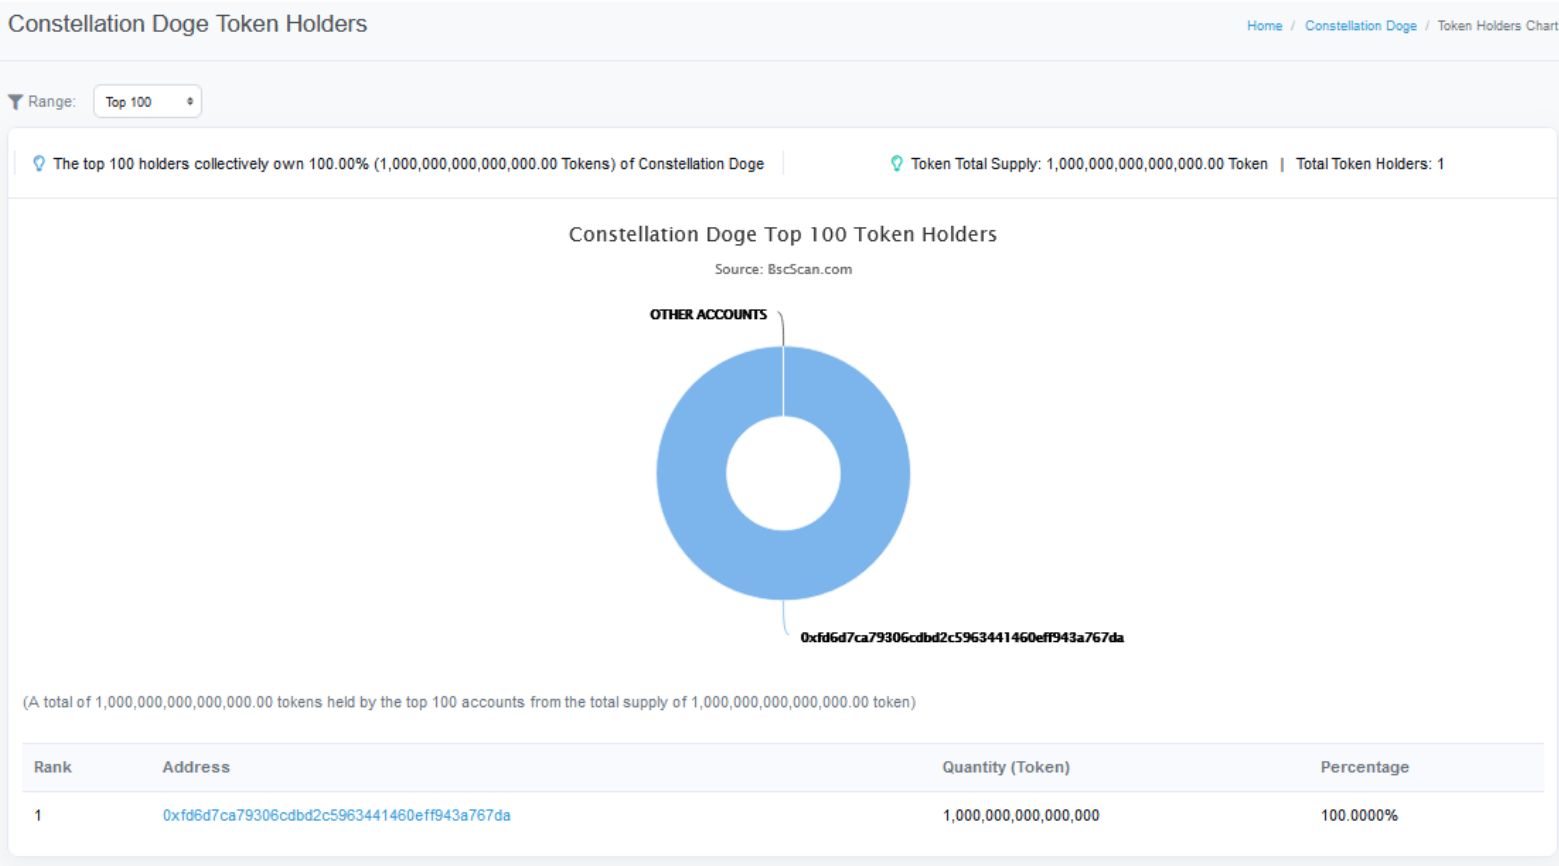 Constellation Doge Token Holders
Home / Constellation Doge / Token Holders Chart
Range: Top 100
The top 100 holders collectively own 100.00% (1,000,000,000,000,000.00 Tokens) of Constellation Doge
Token Total Supply: 1,000,000,000,000,000.00 Token | Total Token Holders: 1
Constellation Doge Top 100 Token Holders
Source: BscScan.com
OTHER ACCOUNTS
0xfd6d7ca79306cdbd2c5963441460eff943a767da
(A total of 1,000,000,000,000,000.00 tokens held by the top 100 accounts from the total supply of 1,000,000,000,000,000.00 token)
Rank Address Quantity (Token) Percentage
1 0xfd6d7ca79306cdbd2c5963441460eff943a767da 1,000,000,000,000,000 100.0000%